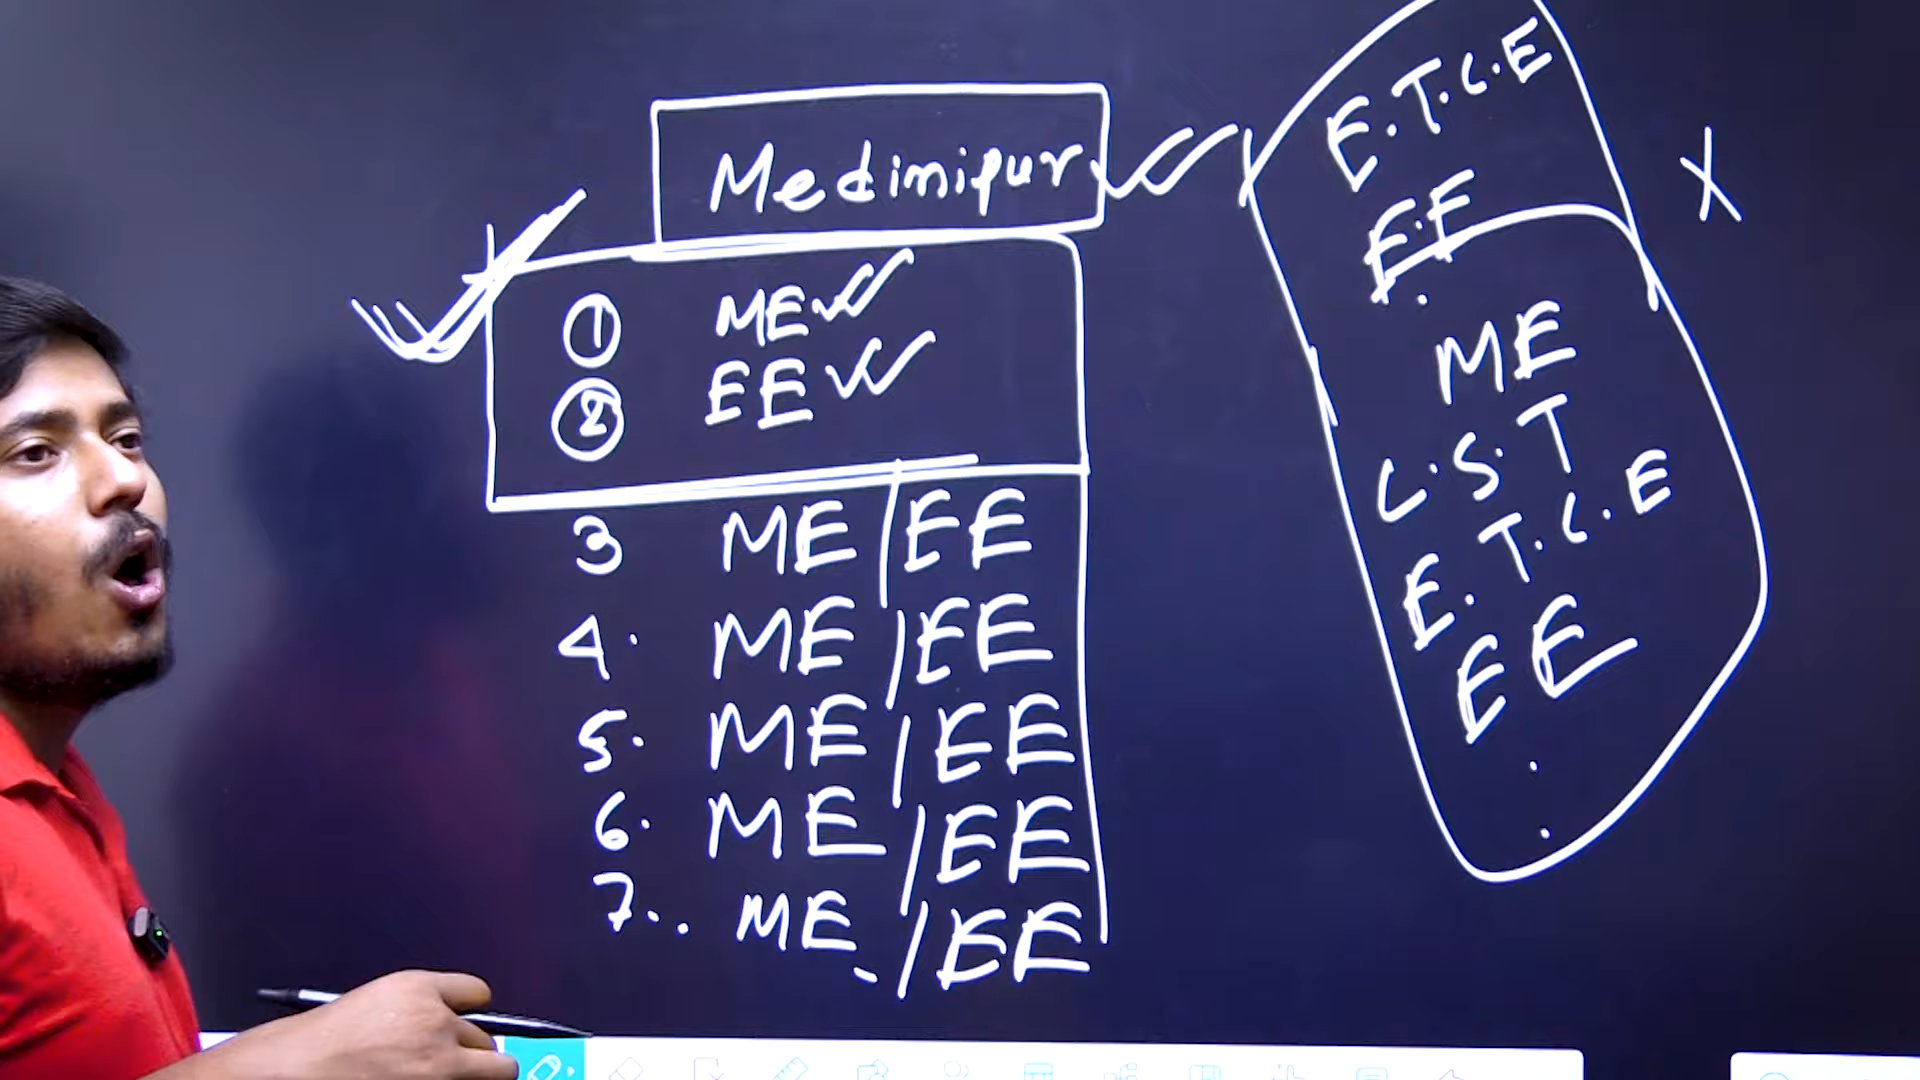 Medinipur
① ME
② EE
3 ME / EE
4. ME / EE
5. ME / EE
6. ME / EE
7. ME / EE
E.T.C.E
E.E
ME
C.S.T
E.T.C.E
EE
X